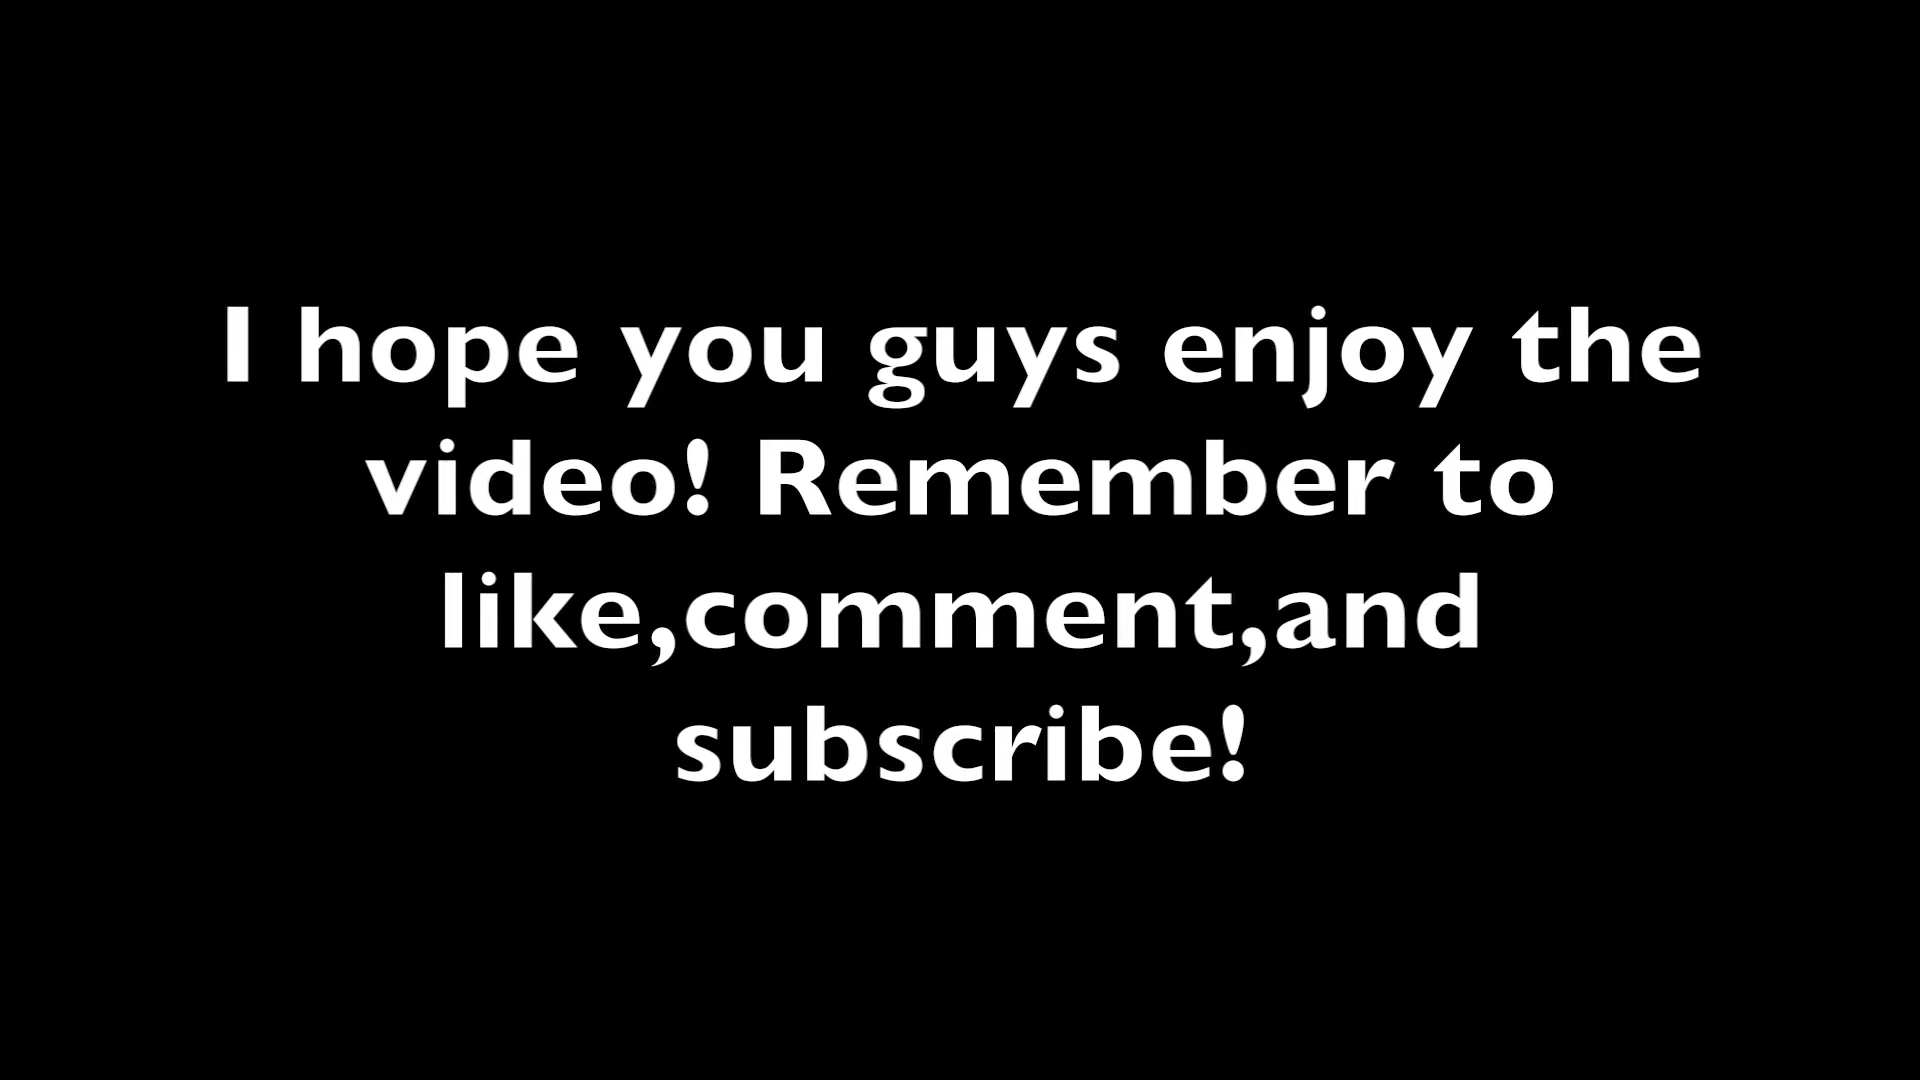 I hope you guys enjoy the
video! Remember to
like,comment,and
subscribe!